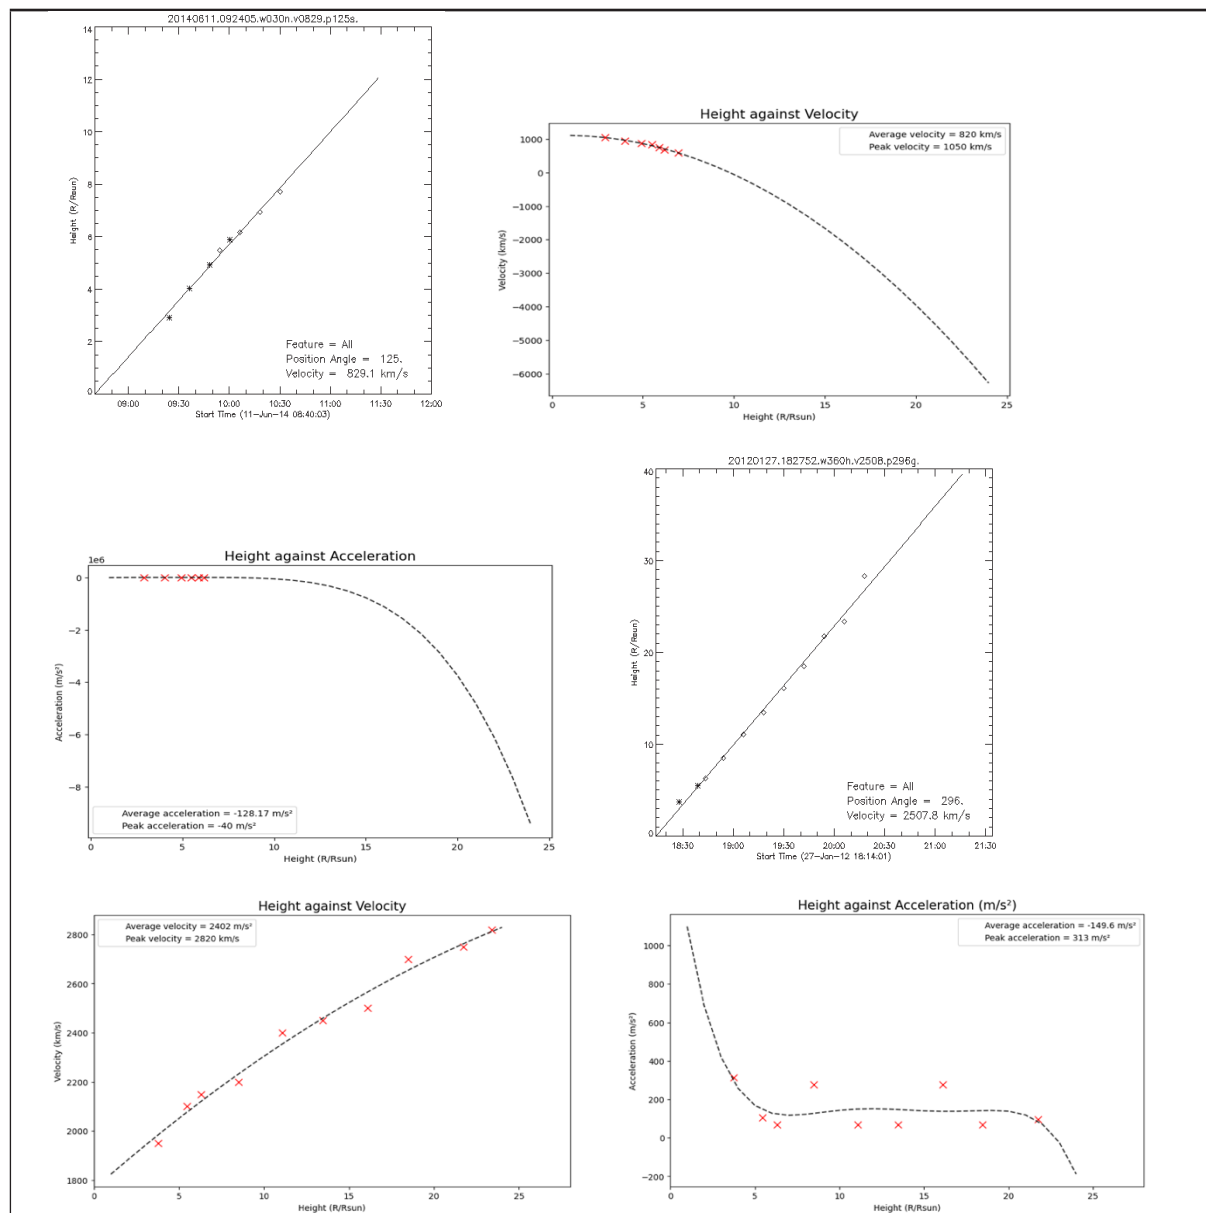 20140611.092405.w030n.v0829.p125s.
14
12
10
8
6
4
2
0
Height (R/Rsun)
Feature = All
Position Angle = 125.
Velocity = 829.1 km/s
09:00 09:30 10:00 10:30 11:00 11:30 12:00
Start Time (11-Jun-14 08:40:03)
Height against Velocity
Average velocity = 820 km/s
Peak velocity = 1050 km/s
1000
0
−1000
−2000
−3000
−4000
−5000
−6000
Velocity (km/s)
0 5 10 15 20 25
Height (R/Rsun)
Height against Acceleration
1e6
0
−2
−4
−6
−8
Acceleration (m/s²)
Average acceleration = -128.17 m/s²
Peak acceleration = -40 m/s²
0 5 10 15 20 25
Height (R/Rsun)
20120127.182752.w360h.v2508.p296g.
40
30
20
10
0
Height (R/Rsun)
Feature = All
Position Angle = 296.
Velocity = 2507.8 km/s
18:30 19:00 19:30 20:00 20:30 21:00 21:30
Start Time (27-Jan-12 18:14:01)
Height against Velocity
Average velocity = 2402 m/s²
Peak velocity = 2820 km/s
2800
2600
2400
2200
2000
1800
Velocity (km/s)
0 5 10 15 20 25
Height (R/Rsun)
Height against Acceleration (m/s²)
Average acceleration = -149.6 m/s²
Peak acceleration = 313 m/s²
1000
800
600
400
200
0
−200
Acceleration (m/s²)
0 5 10 15 20 25
Height (R/Rsun)